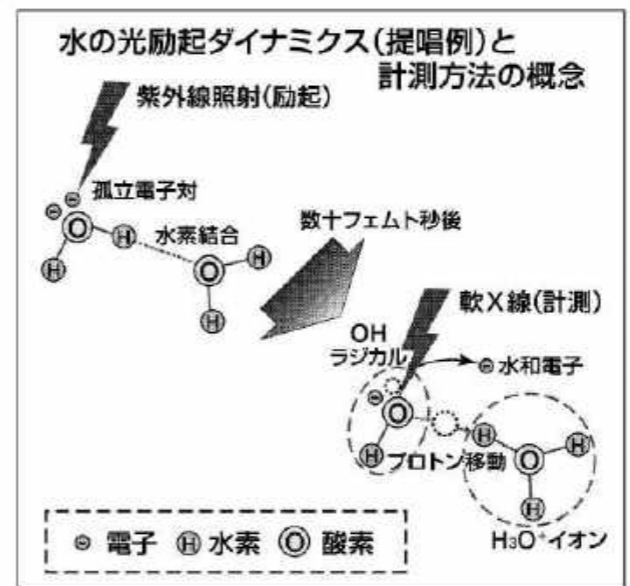 水の光励起ダイナミクス(提唱例)と
計測方法の概念
紫外線照射(励起)
⊖ ⊖ 孤立電子対
O H 水素結合
H
O H
H
数十フェムト秒後
軟X線(計測)
OH
ラジカル
⊖ 水和電子
⊖
O
H
プロトン移動
H
O H
H
H₃O⁺イオン
⊖ 電子 Ⓗ 水素 ◎ 酸素